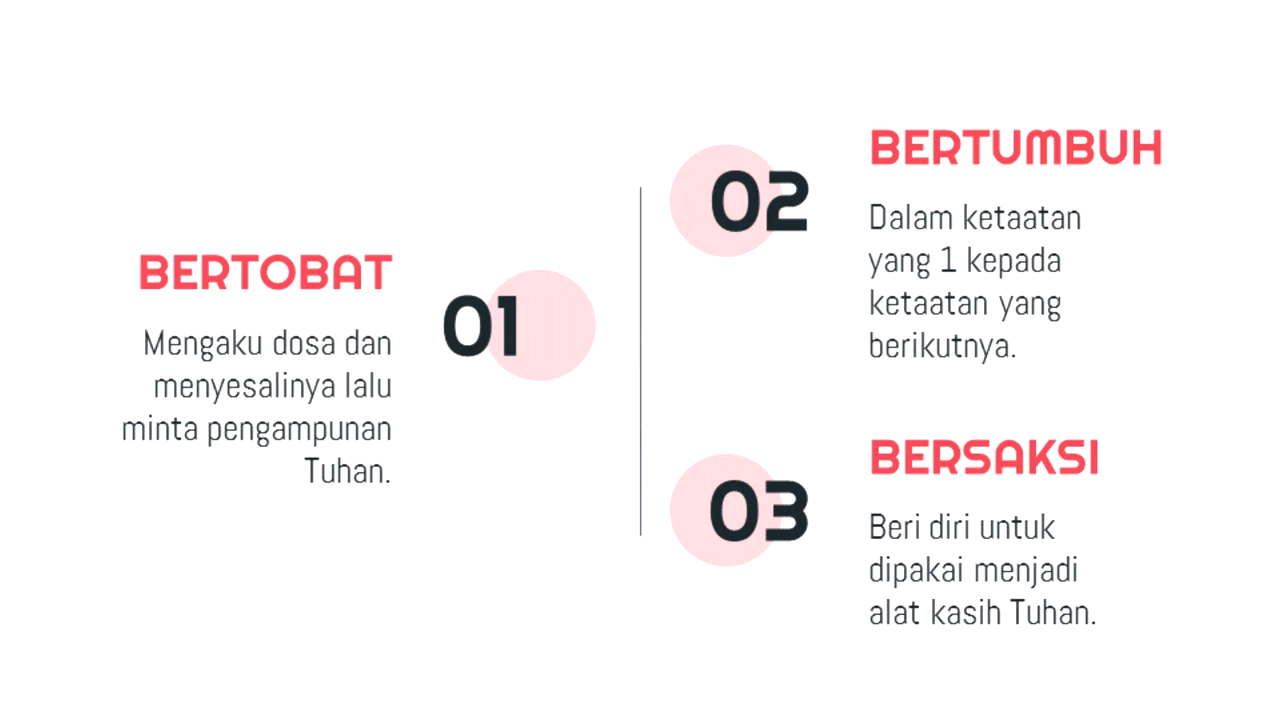 BERTOBAT
01
Mengaku dosa dan
menyesalinya lalu
minta pengampunan
Tuhan.
02
BERTUMBUH
Dalam ketaatan
yang 1 kepada
ketaatan yang
berikutnya.
03
BERSAKSI
Beri diri untuk
dipakai menjadi
alat kasih Tuhan.